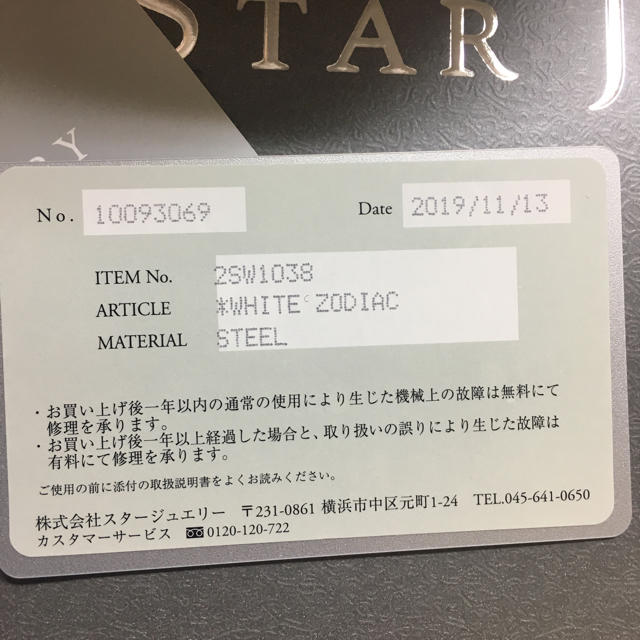 STAR J
RY
No. 10093069 Date 2019/11/13
ITEM No. 2SW1038
ARTICLE *WHITE ZODIAC
MATERIAL STEEL
・お買い上げ後一年以内の通常の使用により生じた機械上の故障は無料にて
修理を承ります。
・お買い上げ後一年以上経過した場合と、取り扱いの誤りにより生じた故障は
有料にて修理を承ります。
ご使用の前に添付の取扱説明書をよくお読みください。
株式会社スタージュエリー 〒231-0861 横浜市中区元町1-24 TEL.045-641-0650
カスタマーサービス 0120-120-722